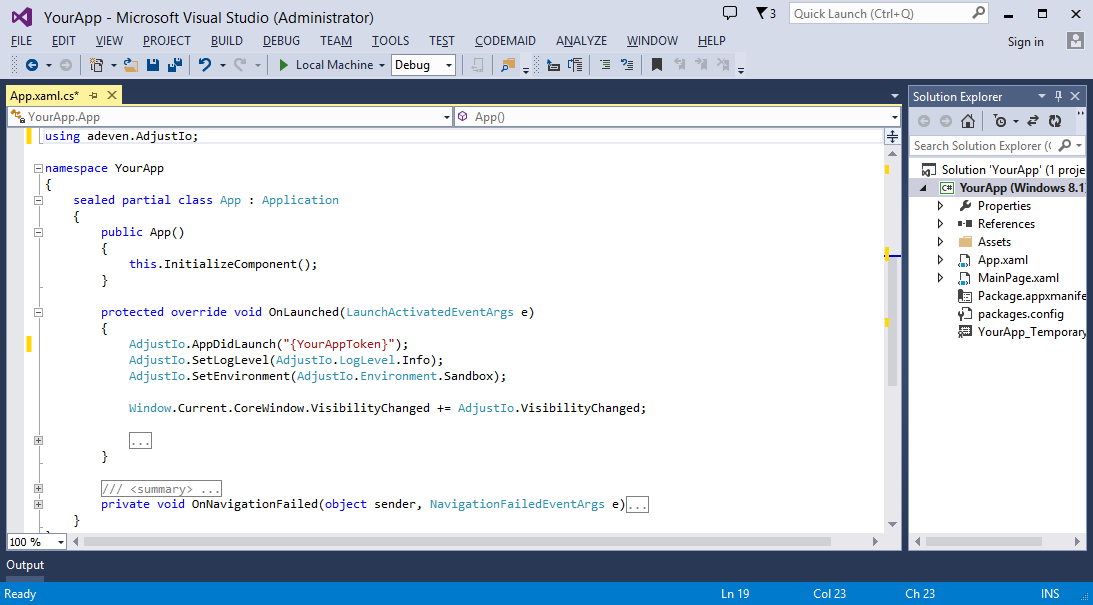 YourApp - Microsoft Visual Studio (Administrator)
3
Quick Launch (Ctrl+Q)
FILE EDIT VIEW PROJECT BUILD DEBUG TEAM TOOLS TEST CODEMAID ANALYZE WINDOW HELP
Sign in
Local Machine
Debug
App.xaml.cs*
YourApp.App
App()
using adeven.AdjustIo;
namespace YourApp
{
sealed partial class App : Application
{
public App()
{
this.InitializeComponent();
}
protected override void OnLaunched(LaunchActivatedEventArgs e)
{
AdjustIo.AppDidLaunch("{YourAppToken}");
AdjustIo.SetLogLevel(AdjustIo.LogLevel.Info);
AdjustIo.SetEnvironment(AdjustIo.Environment.Sandbox);
Window.Current.CoreWindow.VisibilityChanged += AdjustIo.VisibilityChanged;
...
}
/// <summary> ...
private void OnNavigationFailed(object sender, NavigationFailedEventArgs e)...
}
100 %
Solution Explorer
Search Solution Explorer (
Solution 'YourApp' (1 proje
C# YourApp (Windows 8.1
Properties
References
Assets
App.xaml
MainPage.xaml
Package.appxmanife
packages.config
YourApp_Temporary
Output
Ready
Ln 19
Col 23
Ch 23
INS